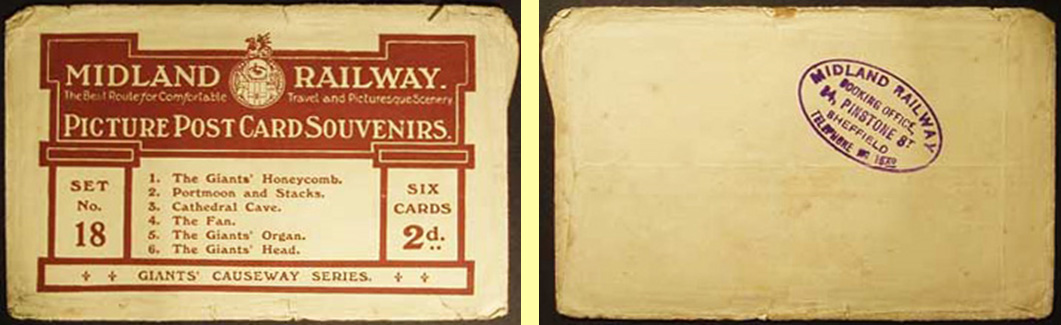 MIDLAND RAILWAY.
The Best Route for Comfortable Travel and Picturesque Scenery
PICTURE POST CARD SOUVENIRS.
SET
No.
18
1. The Giants' Honeycomb.
2. Portmoon and Stacks.
3. Cathedral Cave.
4. The Fan.
5. The Giants' Organ.
6. The Giants' Head.
SIX
CARDS
2d.
GIANTS' CAUSEWAY SERIES.
MIDLAND RAILWAY
BOOKING OFFICE,
84, PINSTONE ST
SHEFFIELD
TELEPHONE